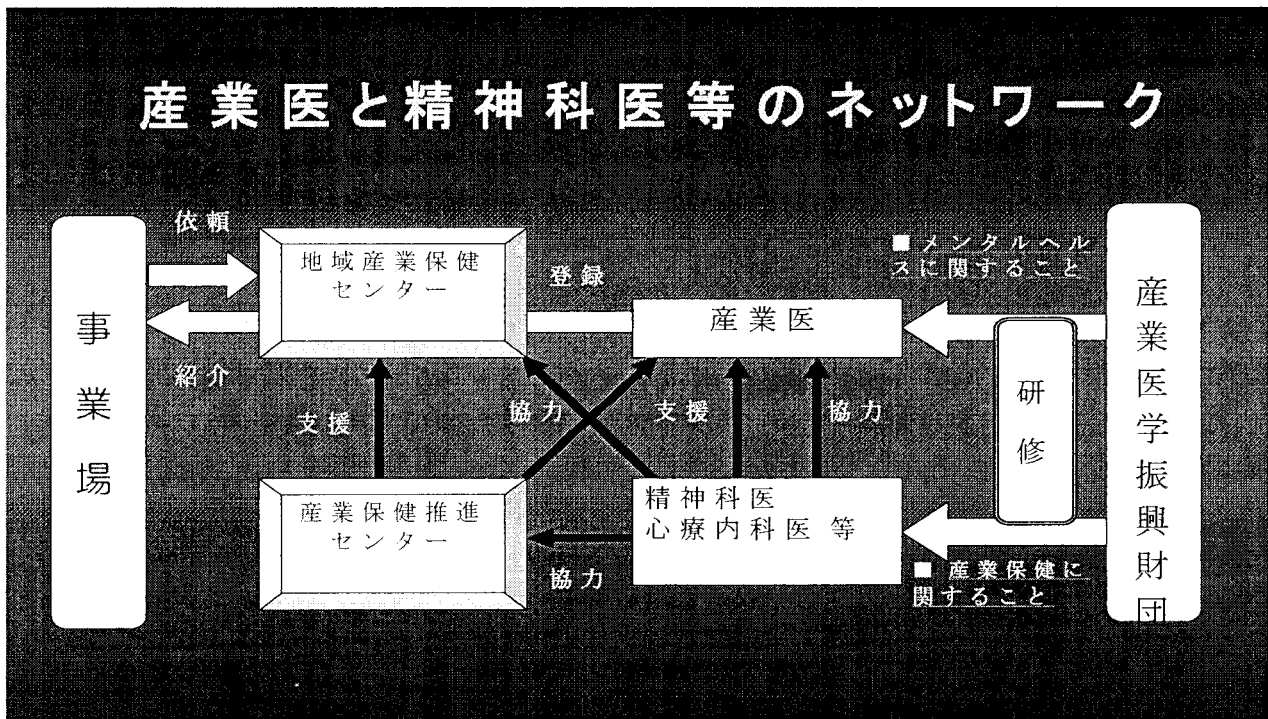 産業医と精神科医等のネットワーク
事業場
依頼
紹介
地域産業保健
センター
登録
産業医
■ メンタルヘル
スに関すること
研修
産業医学振興財団
支援
協力
支援
協力
産業保健推進
センター
協力
精神科医
心療内科医 等
■ 産業保健に
関すること